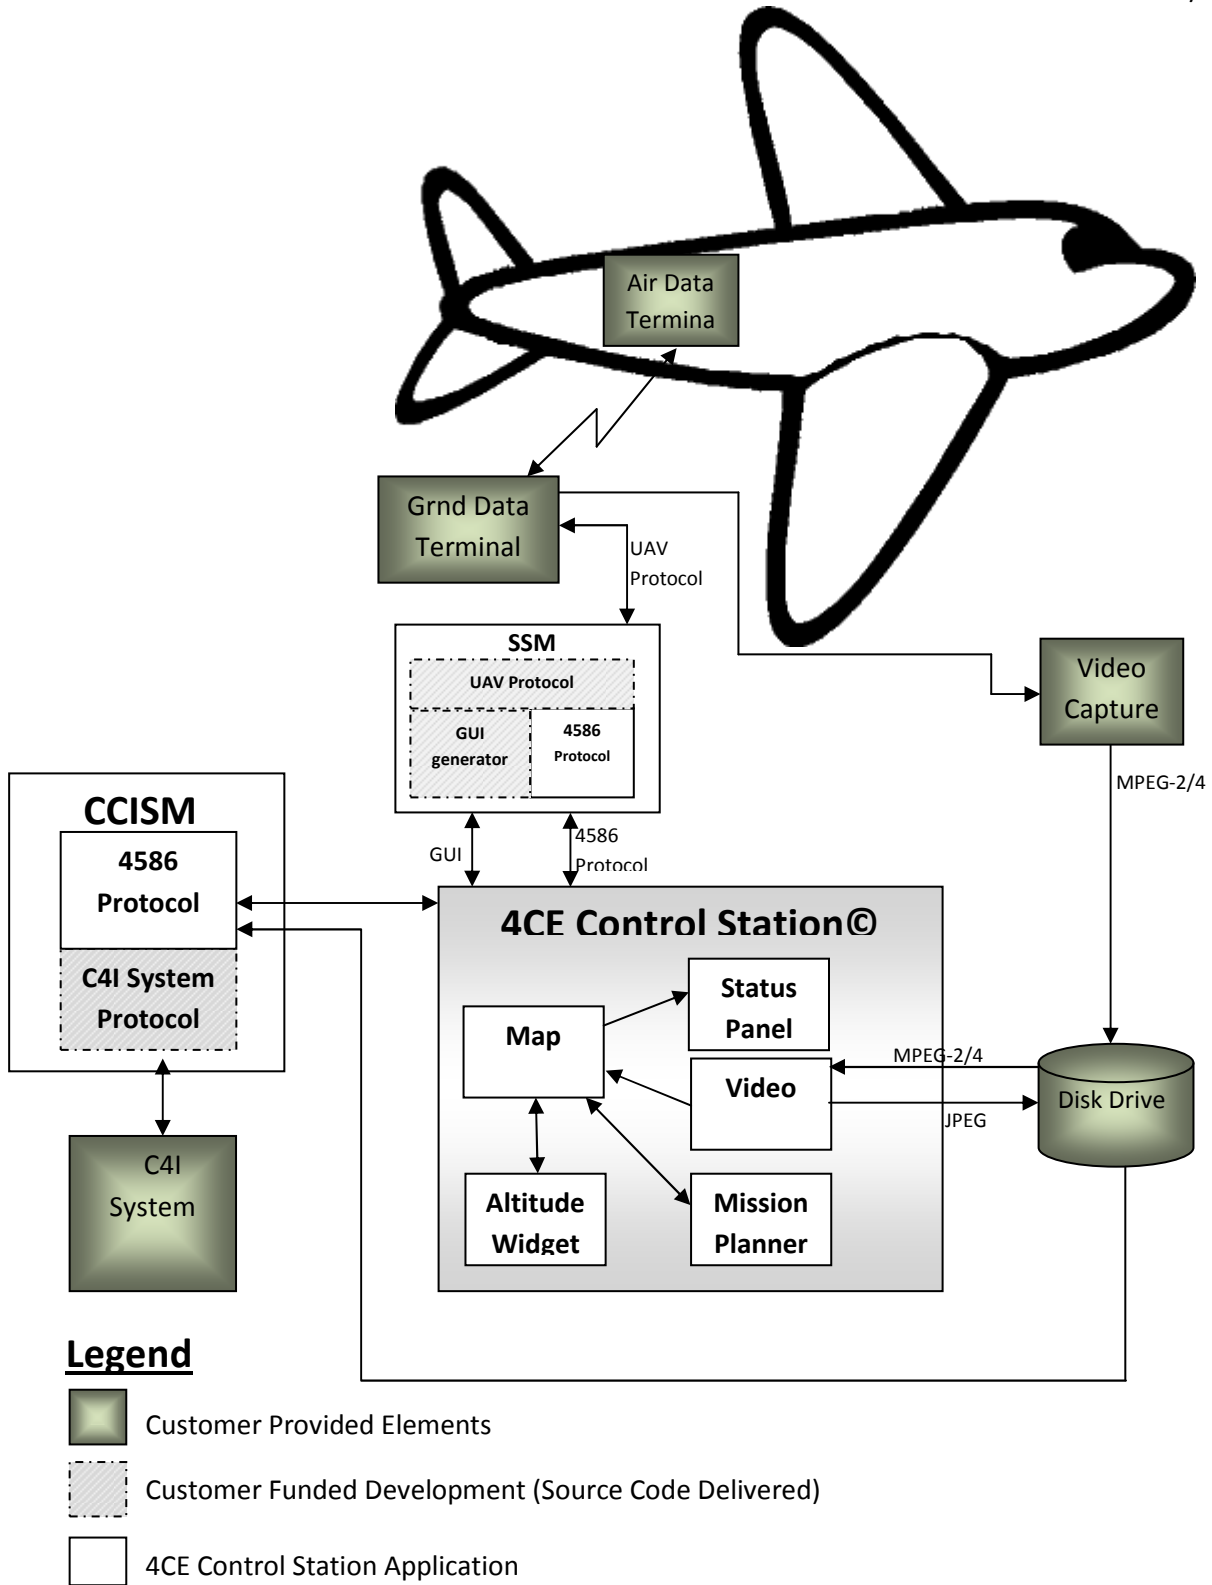 Air Data
Termina
Grnd Data
Terminal
UAV
Protocol
SSM
UAV Protocol
GUI
generator
4586
Protocol
Video
Capture
MPEG-2/4
CCISM
4586
Protocol
C4I System
Protocol
GUI
4586
Protocol
4CE Control Station©
Status
Panel
Map
Video
MPEG-2/4
JPEG
Disk Drive
Altitude
Widget
Mission
Planner
C4I
System
Legend
Customer Provided Elements
Customer Funded Development (Source Code Delivered)
4CE Control Station Application